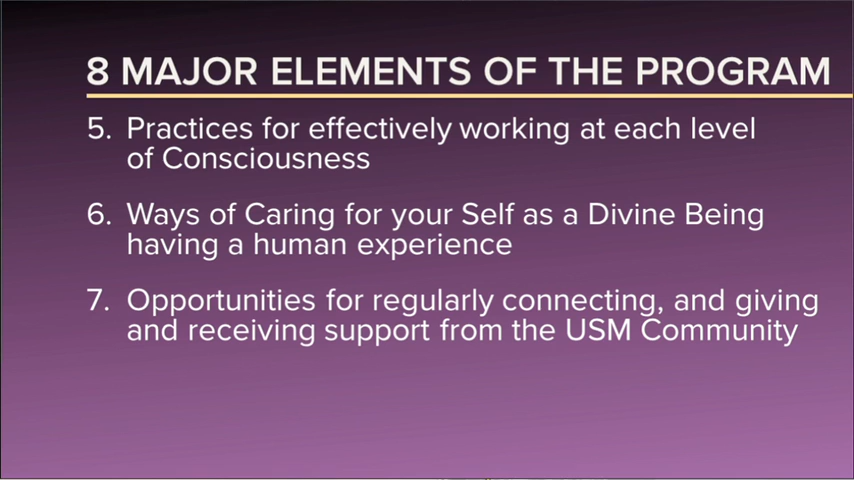 8 MAJOR ELEMENTS OF THE PROGRAM
5. Practices for effectively working at each level
of Consciousness
6. Ways of Caring for your Self as a Divine Being
having a human experience
7. Opportunities for regularly connecting, and giving
and receiving support from the USM Community